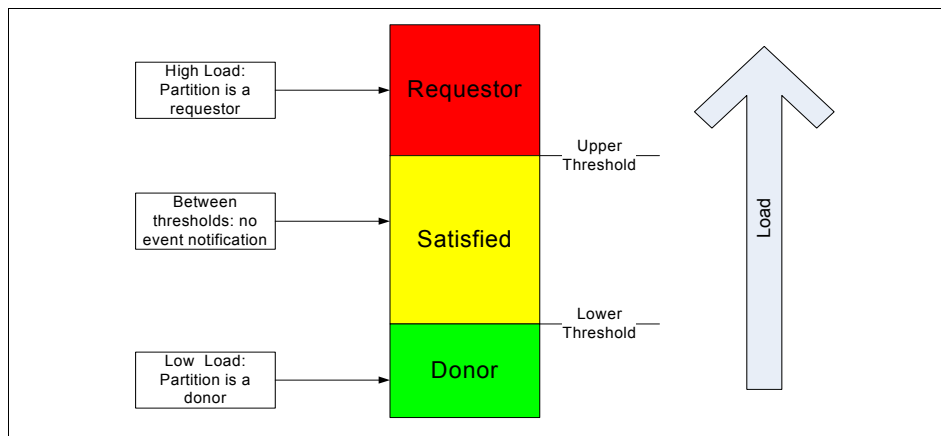 High Load:
Partition is a
requestor
Requestor
Upper
Threshold
Between
thresholds: no
event notification
Satisfied
Load
Lower
Threshold
Low Load:
Partition is a
donor
Donor